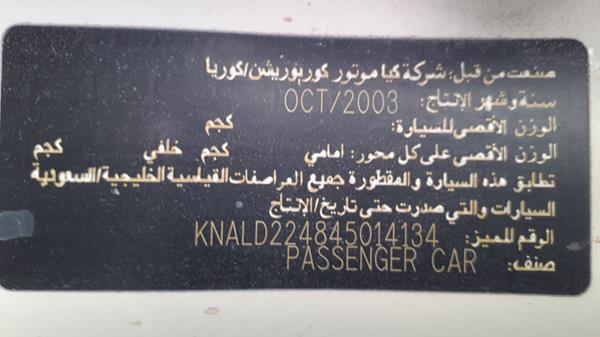 صنعت من قبل: شركة كيا موتور كوربوريشن/كوريا
سنة وشهر الإنتاج: OCT/2003
الوزن الأقصى للسيارة: كجم
الوزن الأقصى على كل محور: أمامي كجم خلفي كجم
تطابق هذه السيارة والمقطورة جميع المواصفات القياسية الخليجية/السعودية
السيارات والتي صدرت حتى تاريخ/الإنتاج
الرقم المميز: KNALD224845014134
صنف: PASSENGER CAR